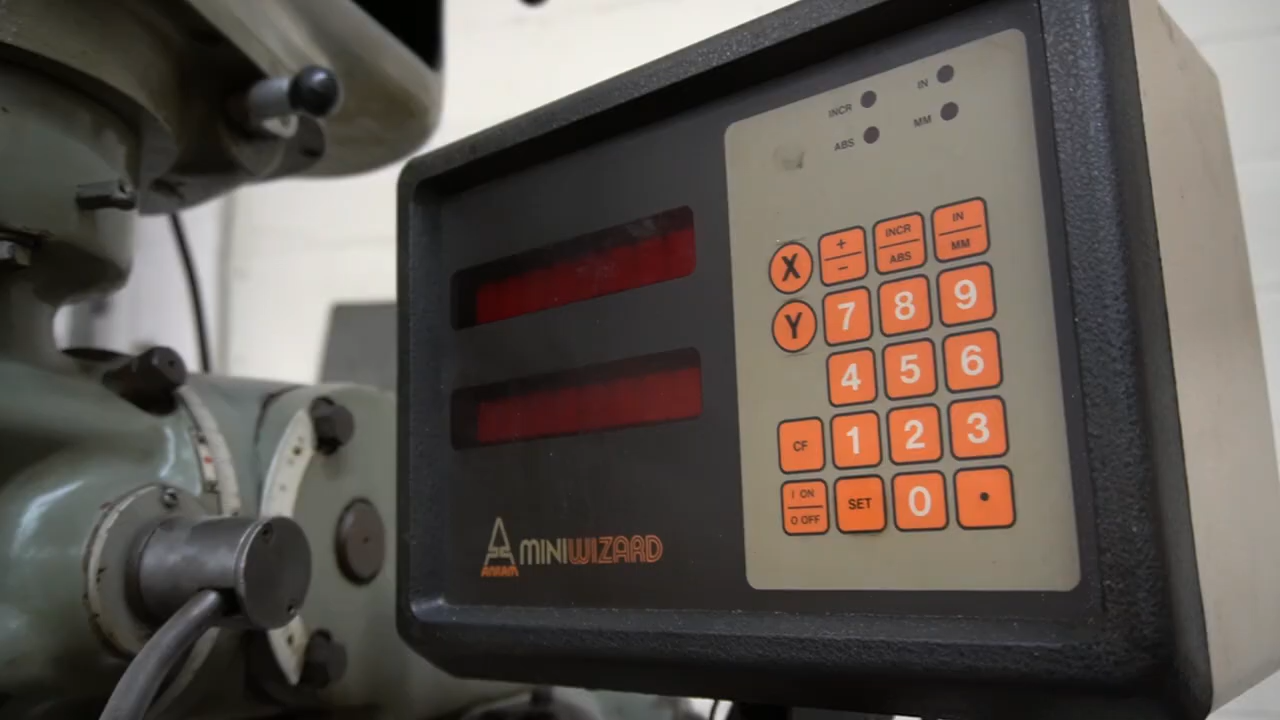 INCR
IN
ABS
MM
X
+
−
INCR
ABS
IN
MM
Y
7
8
9
4
5
6
CF
1
2
3
I ON
O OFF
SET
0
.
ANILAM
MINIWIZARD